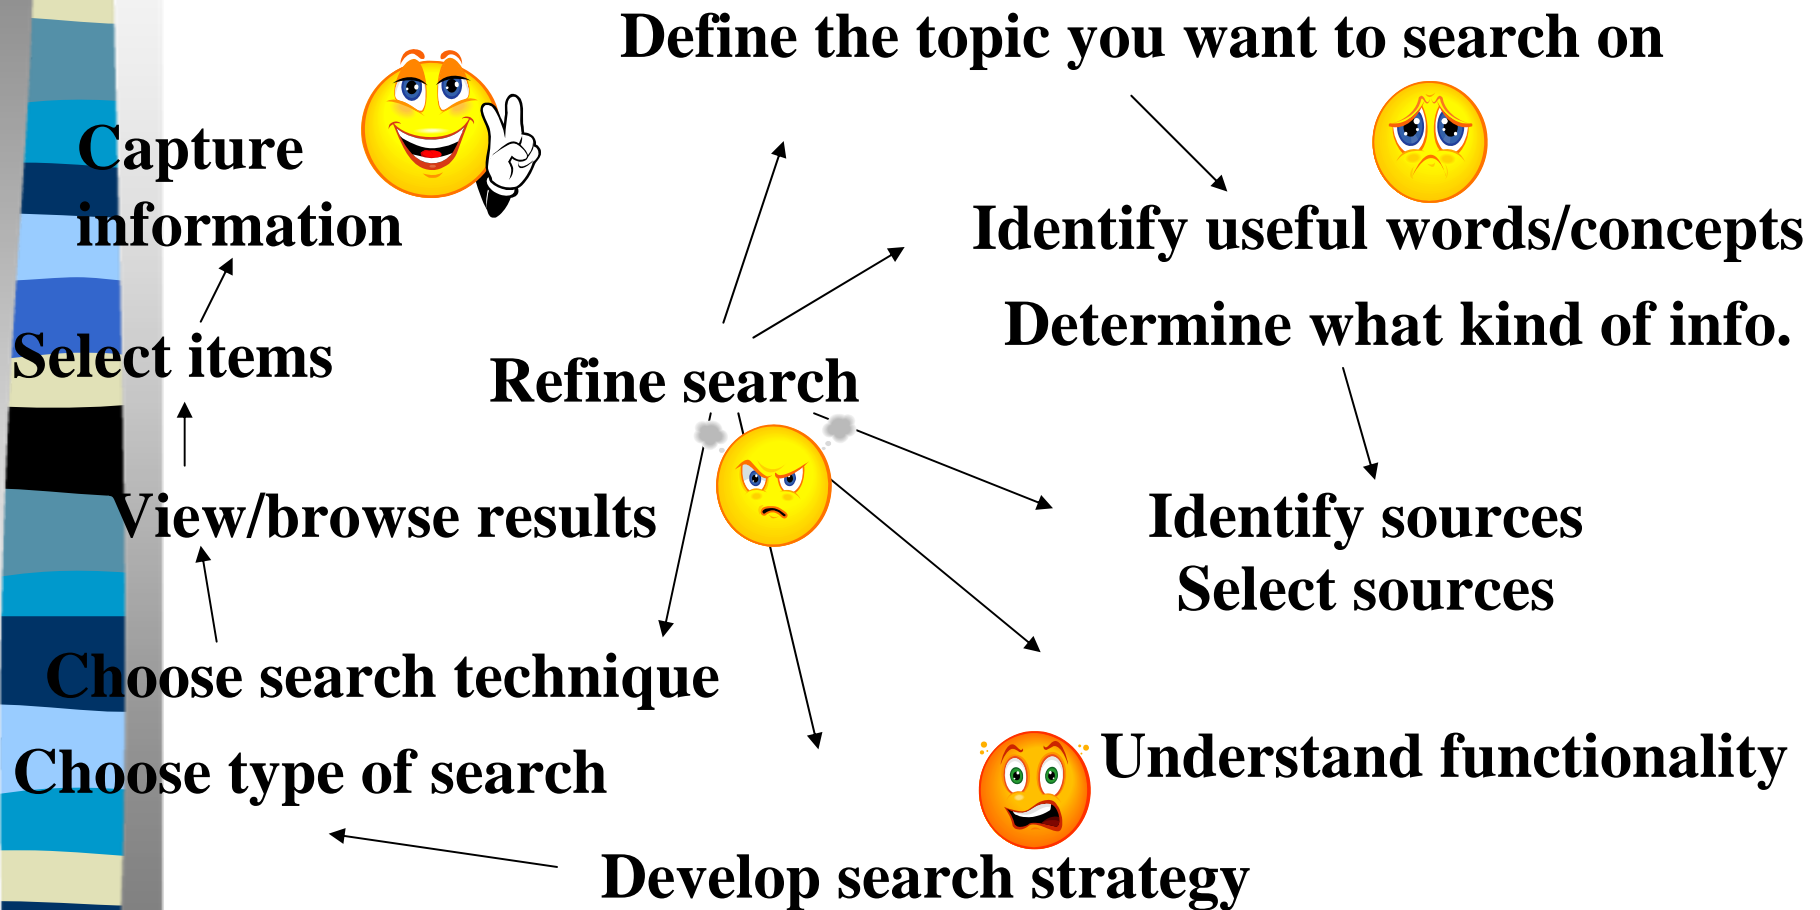 Define the topic you want to search on
Capture
information
Identify useful words/concepts
Determine what kind of info.
Select items
Refine search
View/browse results
Identify sources
Select sources
Choose search technique
Understand functionality
Choose type of search
Develop search strategy